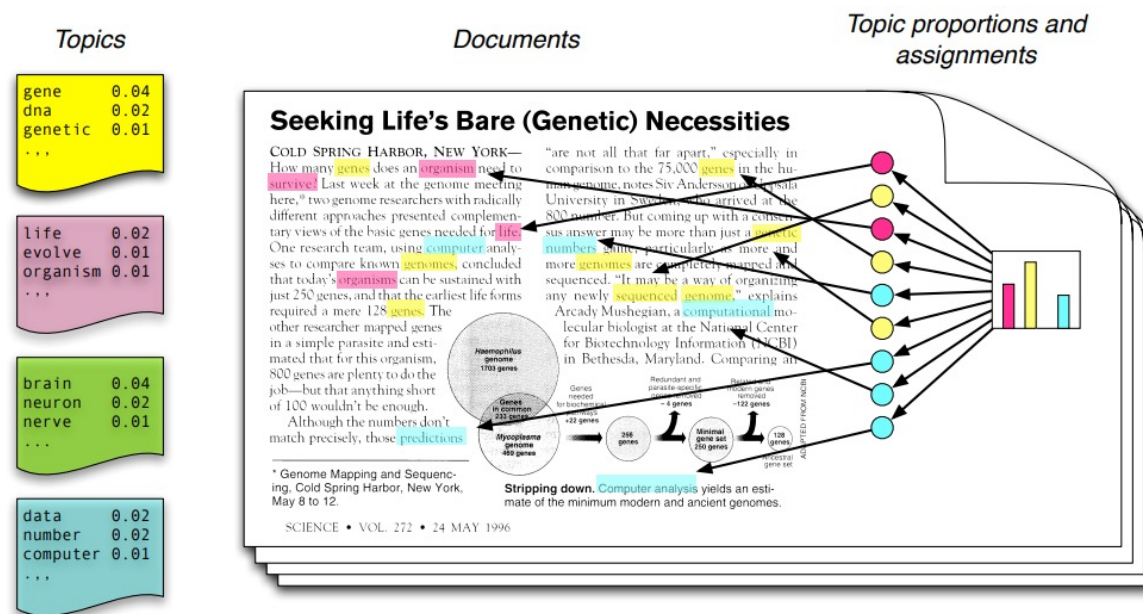 Topics
Documents
Topic proportions and
assignments
gene 0.04
dna 0.02
genetic 0.01
.,,
life 0.02
evolve 0.01
organism 0.01
.,,
brain 0.04
neuron 0.02
nerve 0.01
...
data 0.02
number 0.02
computer 0.01
.,,
Seeking Life's Bare (Genetic) Necessities
COLD SPRING HARBOR, NEW YORK—
How many genes does an organism need to
survive? Last week at the genome meeting
here,* two genome researchers with radically
different approaches presented complemen-
tary views of the basic genes needed for life.
One research team, using computer analy-
ses to compare known genomes, concluded
that today's organisms can be sustained with
just 250 genes, and that the earliest life forms
required a mere 128 genes. The
other researcher mapped genes
in a simple parasite and esti-
mated that for this organism,
800 genes are plenty to do the
job—but that anything short
of 100 wouldn't be enough.
Although the numbers don't
match precisely, those predictions
* Genome Mapping and Sequenc-
ing, Cold Spring Harbor, New York,
May 8 to 12.
"are not all that far apart," especially in
comparison to the 75,000 genes in the hu-
man genome, notes Siv Andersson of Uppsala
University in Sweden, who arrived at the
800 number. But coming up with a consen-
sus answer may be more than just a genetic
numbers game, particularly as more and
more genomes are completely mapped and
sequenced. "It may be a way of organizing
any newly sequenced genome," explains
Arcady Mushegian, a computational mo-
lecular biologist at the National Center
for Biotechnology Information (NCBI)
in Bethesda, Maryland. Comparing an
Haemophilus
genome
1703 genes
Genes
in common
233 genes
Mycoplasma
genome
469 genes
Genes
needed
for biochemical
pathways
+22 genes
256
genes
Redundant and
parasite-specific
genes removed
– 4 genes
Minimal
gene set
250 genes
modern genes
removed
–122 genes
128
genes
Ancestral
gene set
ADAPTED FROM NCBI
Stripping down. Computer analysis yields an esti-
mate of the minimum modern and ancient genomes.
SCIENCE • VOL. 272 • 24 MAY 1996